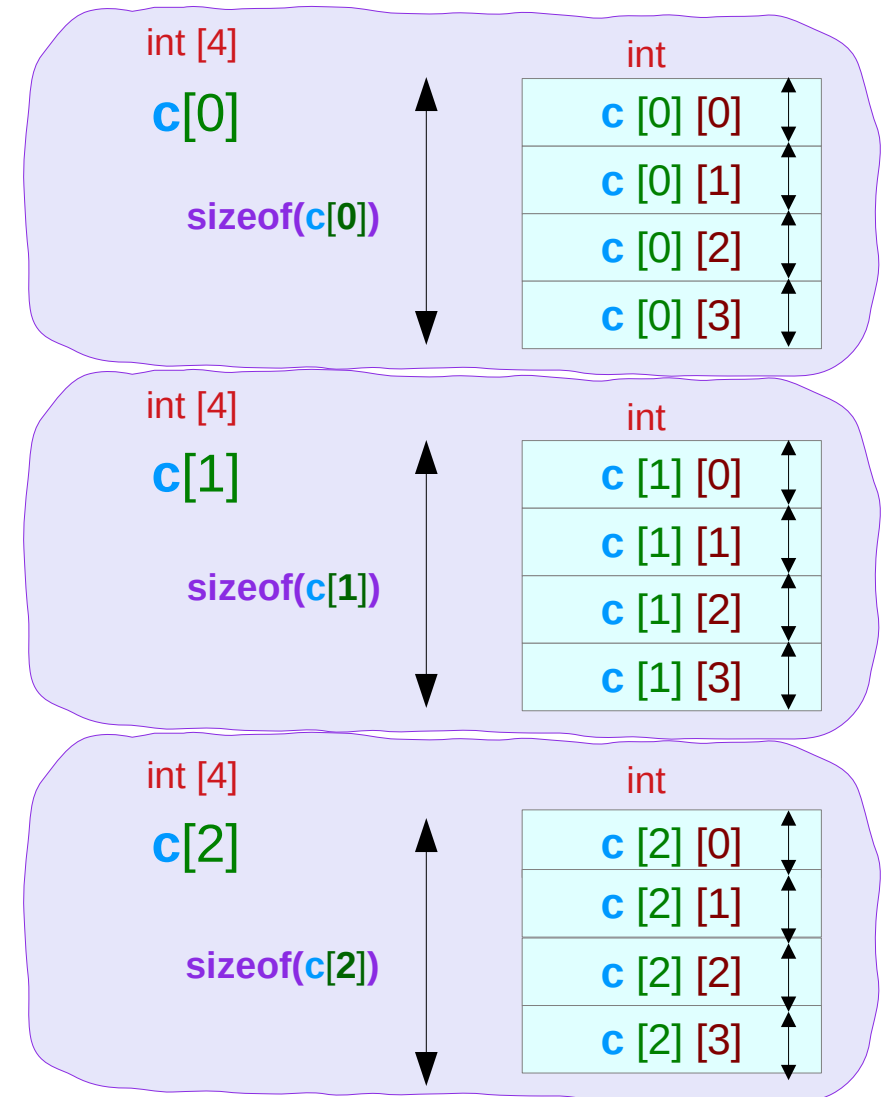 int [4]
int
c[0]
c [0] [0]
c [0] [1]
sizeof(c[0])
c [0] [2]
c [0] [3]
int [4]
int
c[1]
c [1] [0]
c [1] [1]
sizeof(c[1])
c [1] [2]
c [1] [3]
int [4]
int
c[2]
c [2] [0]
c [2] [1]
sizeof(c[2])
c [2] [2]
c [2] [3]